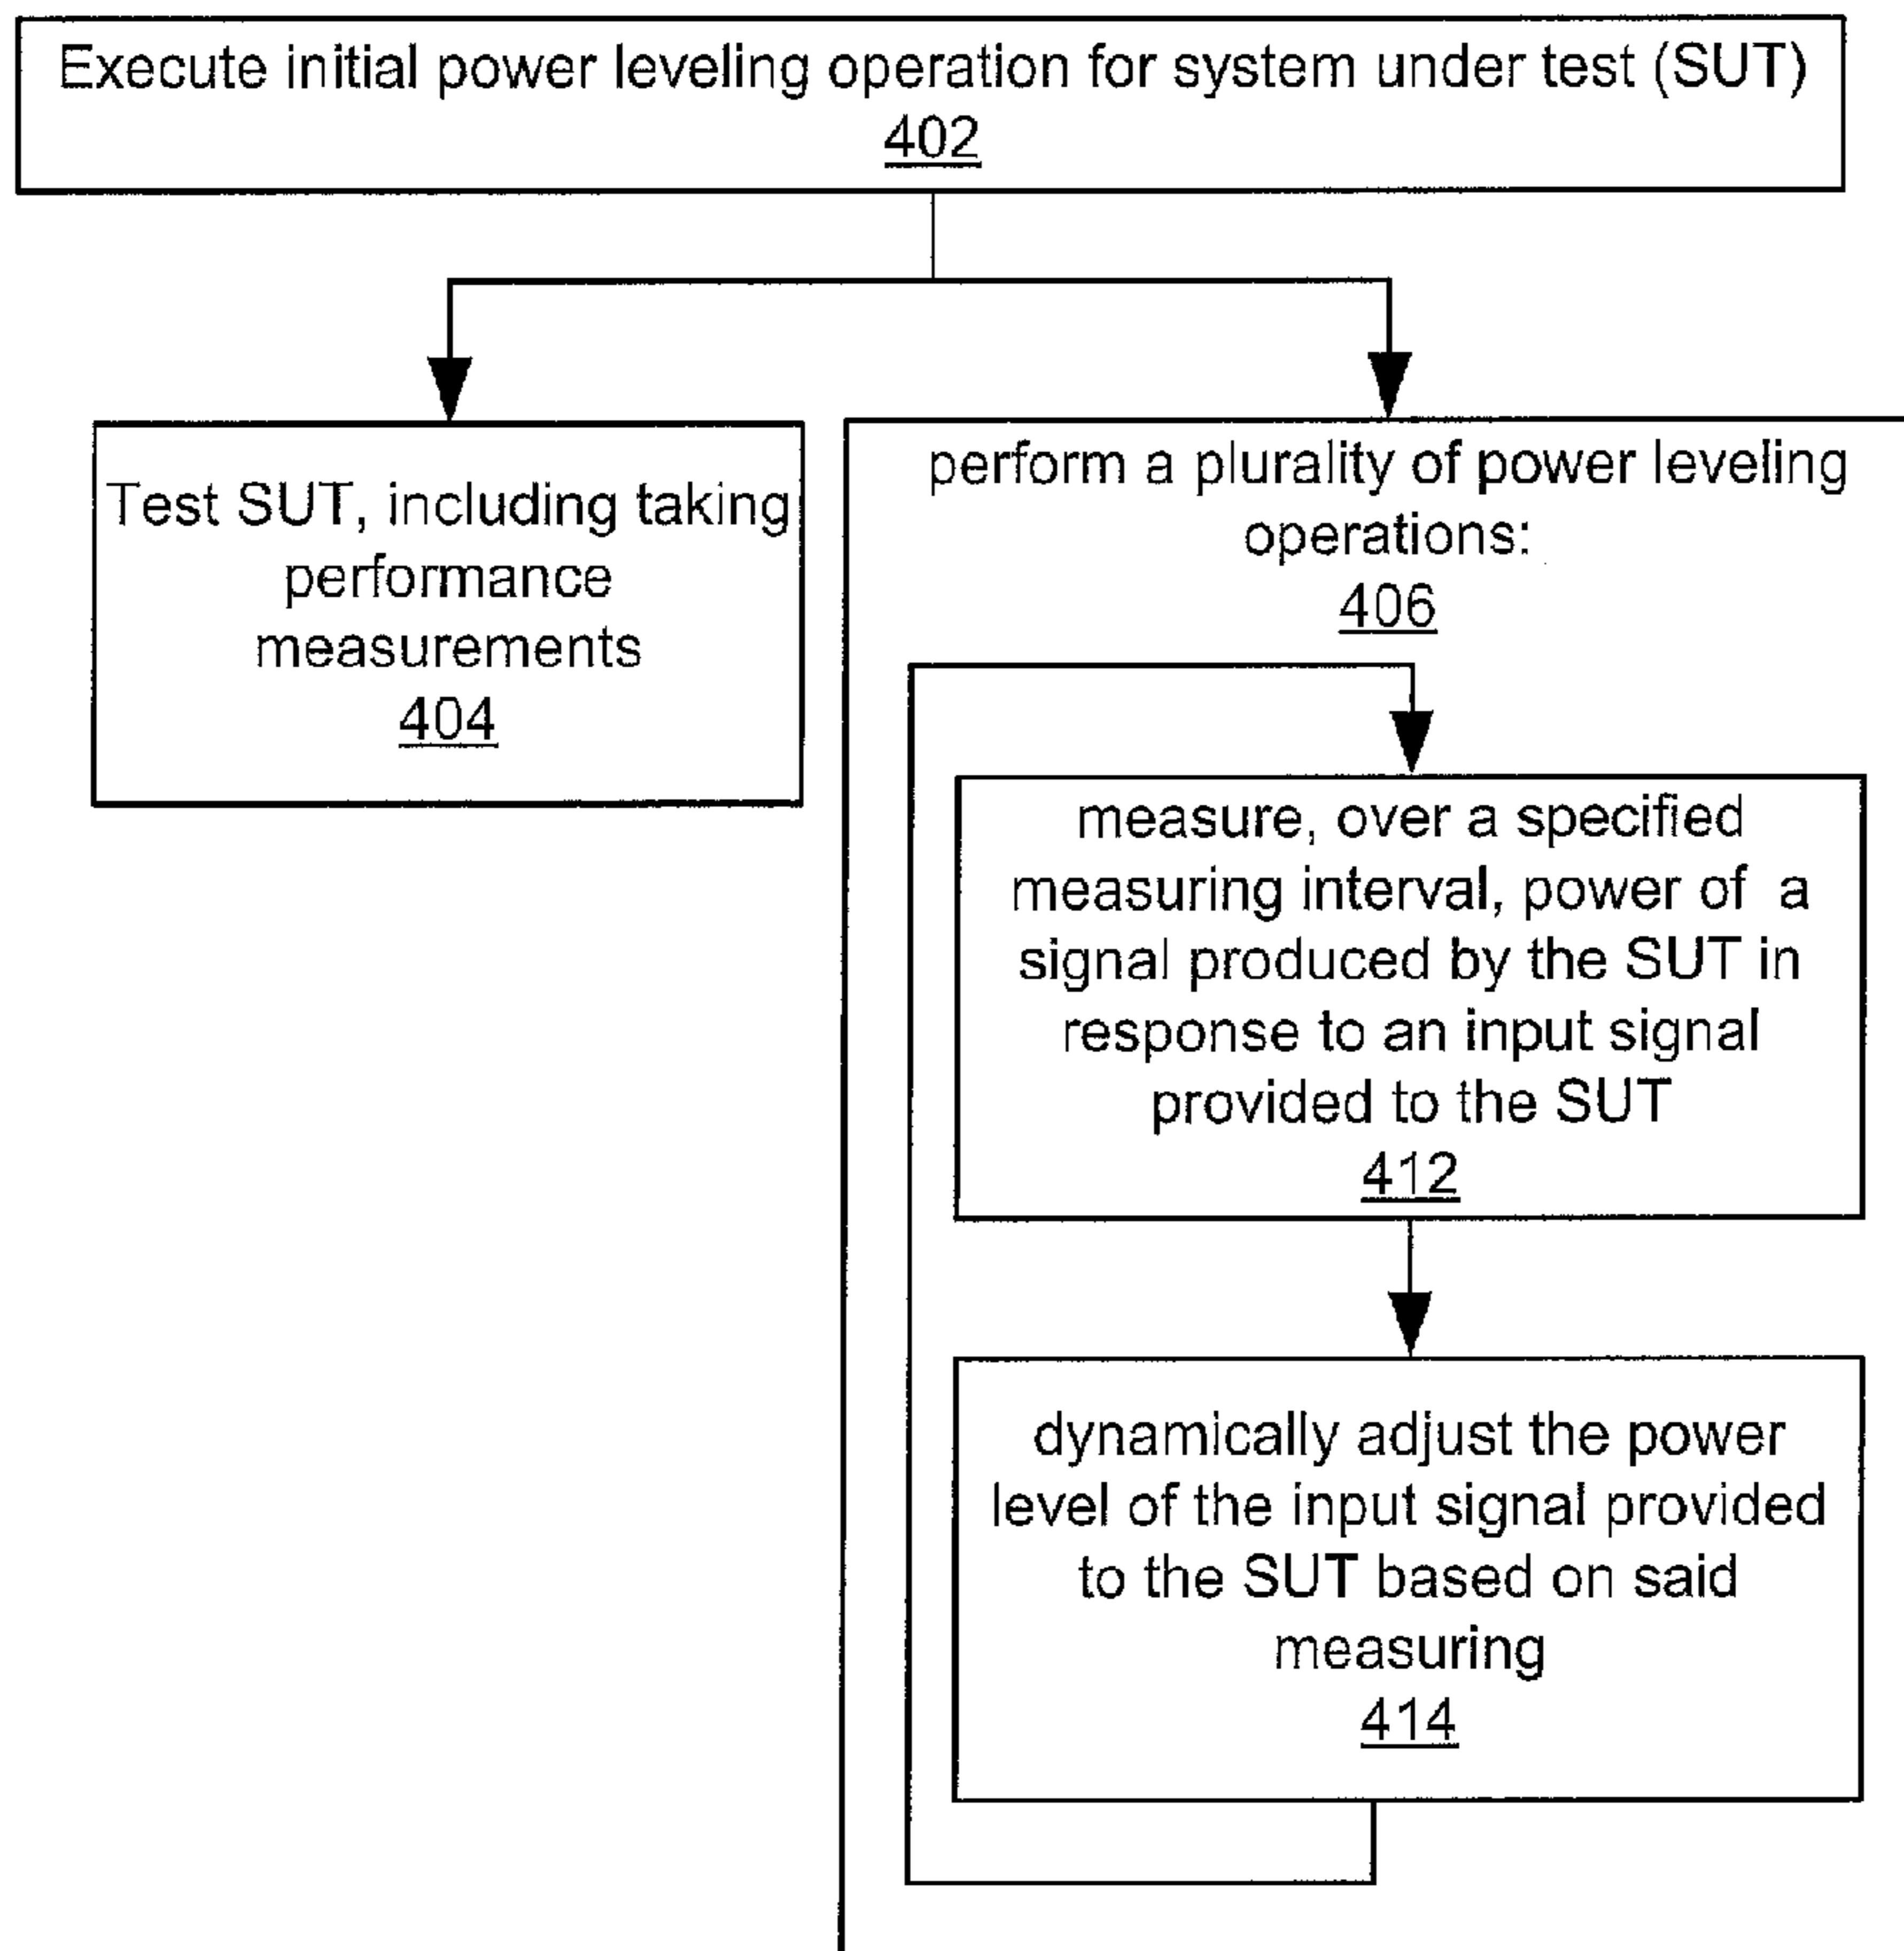 Execute initial power leveling operation for system under test (SUT)
402
Test SUT, including taking
performance
measurements
404
perform a plurality of power leveling
operations:
406
measure, over a specified
measuring interval, power of a
signal produced by the SUT in
response to an input signal
provided to the SUT
412
dynamically adjust the power
level of the input signal provided
to the SUT based on said
measuring
414